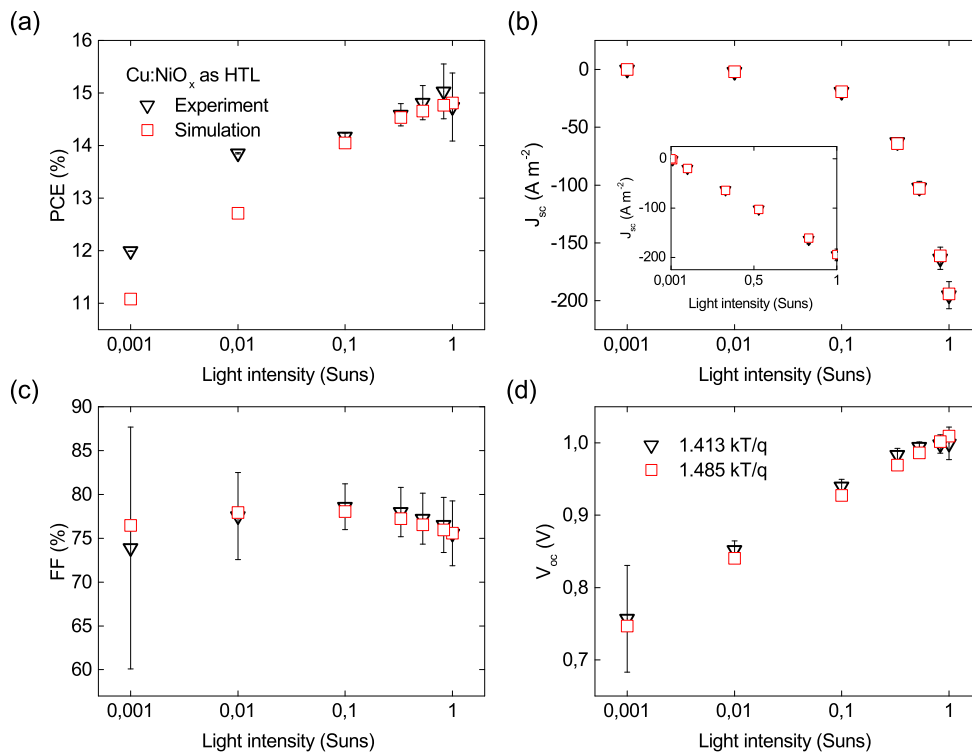 (a)
PCE (%)
16
15
14
13
12
11
Cu:NiOx as HTL
Experiment
Simulation
0,001
0,01
0,1
1
Light intensity (Suns)
(b)
Jsc (A m-2)
0
-50
-100
-150
-200
Jsc (A m-2)
0
-100
-200
0,001
0,5
1
Light intensity (Suns)
0,001
0,01
0,1
1
Light intensity (Suns)
(c)
FF (%)
90
85
80
75
70
65
60
0,001
0,01
0,1
1
Light intensity (Suns)
(d)
Voc (V)
1,0
0,9
0,8
0,7
1.413 kT/q
1.485 kT/q
0,001
0,01
0,1
1
Light intensity (Suns)